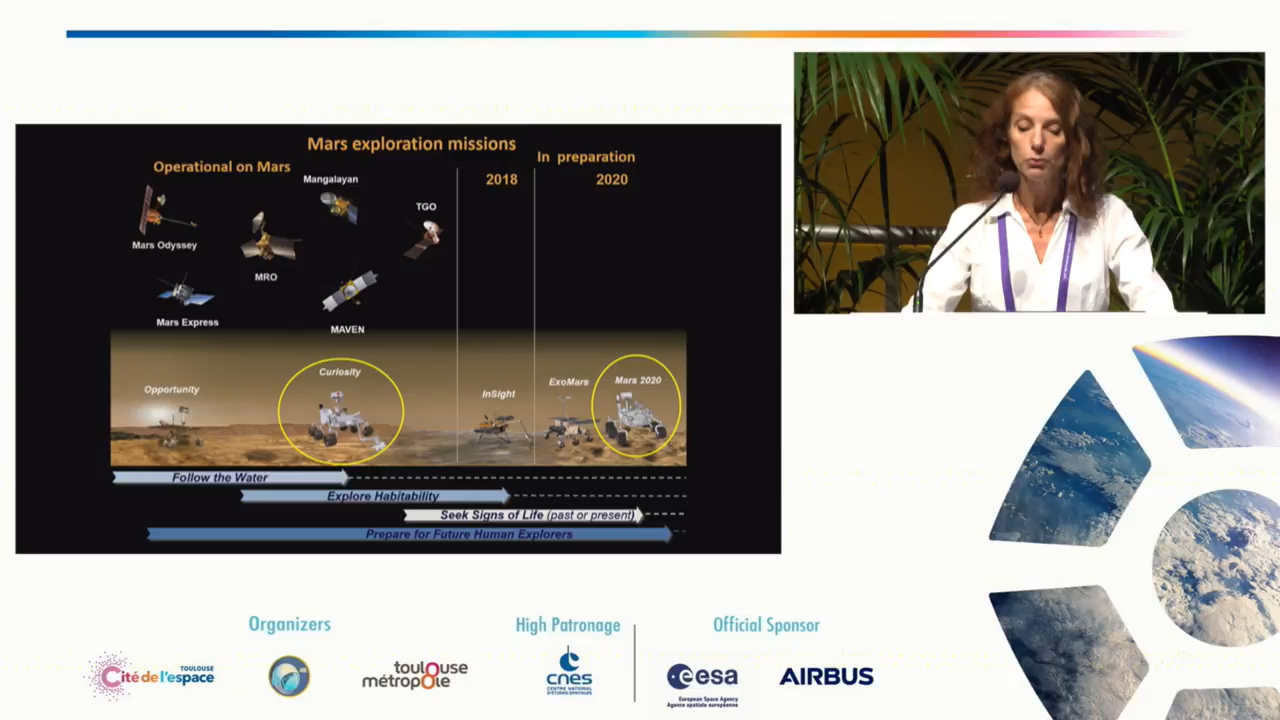 Mars exploration missions
Operational on Mars
In preparation
2018
2020
Mangalayan
TGO
Mars Odyssey
MRO
Mars Express
MAVEN
Opportunity
Curiosity
InSight
ExoMars
Mars 2020
Follow the Water
Explore Habitability
Seek Signs of Life (past or present)
Prepare for Future Human Explorers
Organizers
High Patronage
Official Sponsor
TOULOUSE
Cité de l'espace
toulouse
métropole
cnes
CENTRE NATIONAL
D'ÉTUDES SPATIALES
esa
European Space Agency
Agence spatiale européenne
AIRBUS